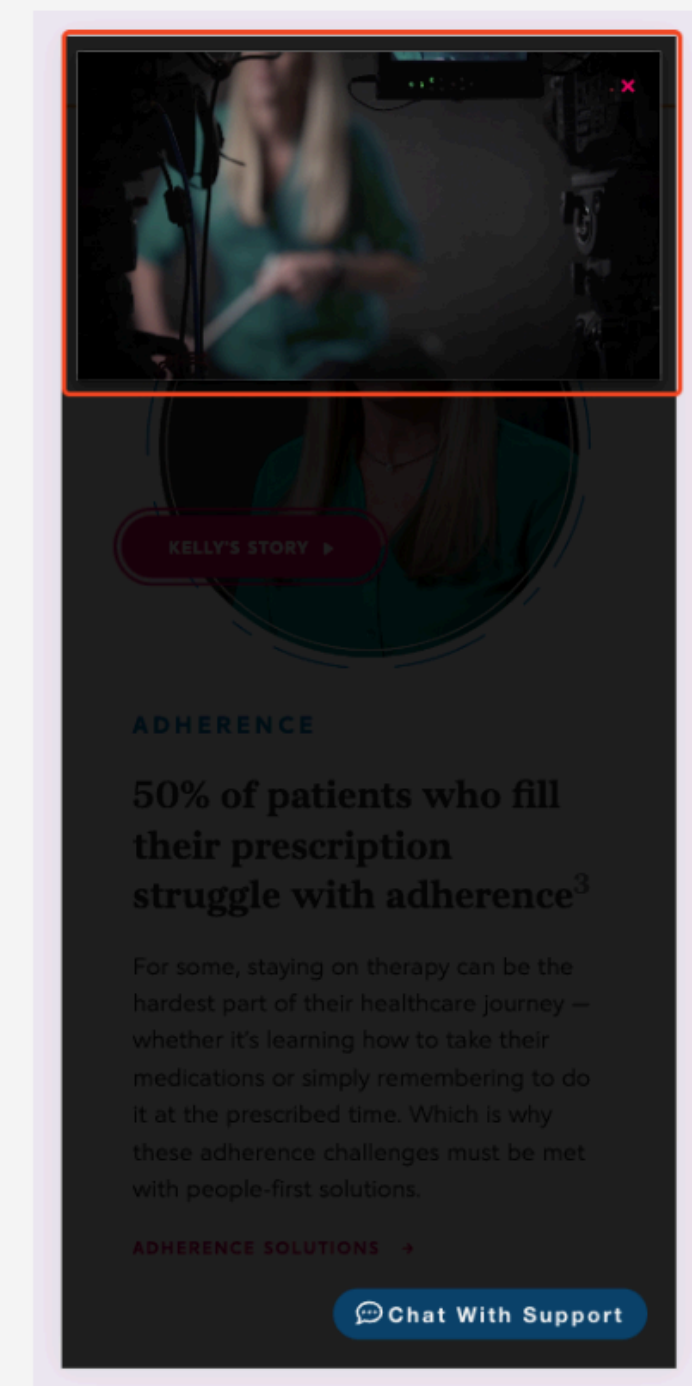 KELLY'S STORY
ADHERENCE
50% of patients who fill
their prescription
struggle with adherence3
For some, staying on therapy can be the
hardest part of their healthcare journey —
whether it's learning how to take their
medications or simply remembering to do
it at the prescribed time. Which is why
these adherence challenges must be met
with people-first solutions.
ADHERENCE SOLUTIONS →
Chat With Support